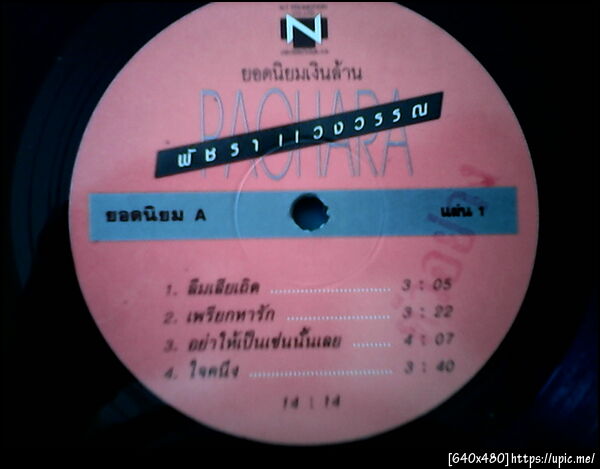 N
ยอดนิยมเงินล้าน
PACHARA
พัชรา แวงวรรณ
ยอดนิยม A
แผ่น 1
1. ลืมเสียเถิด 3 : 05
2. เพรียกหารัก 3 : 22
3. อย่าให้เป็นเช่นนั้นเลย 4 : 07
4. ใจคนึง 3 : 40
14 : 14
[640x480]https://upic.me/